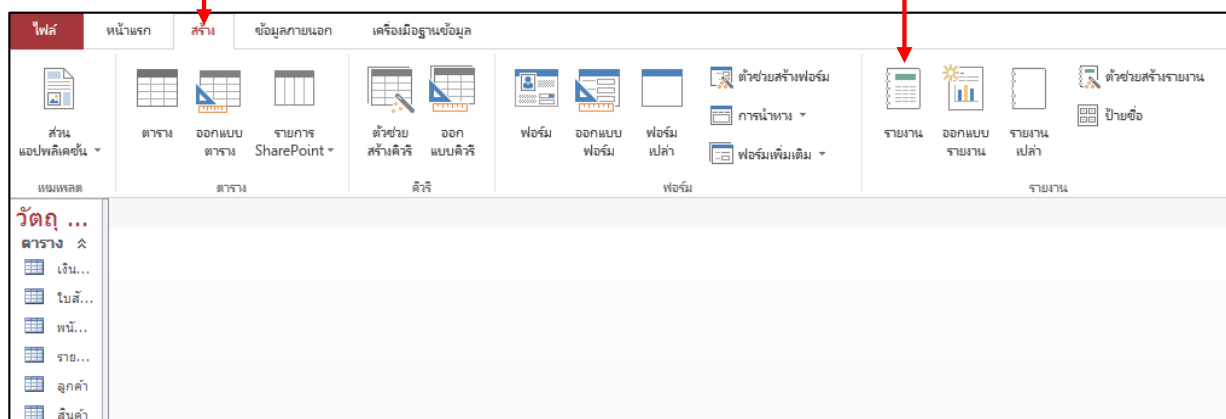 ไฟล์ หน้าแรก สร้าง ข้อมูลภายนอก เครื่องมือฐานข้อมูล
ส่วน
แอปพลิเคชัน
เทมเพลต
ตาราง
ออกแบบ
ตาราง
รายการ
SharePoint
ตาราง
ตัวช่วย
สร้างคิวรี
ออก
แบบคิวรี
คิวรี
ฟอร์ม
ออกแบบ
ฟอร์ม
ฟอร์ม
เปล่า
ตัวช่วยสร้างฟอร์ม
การนำทาง
ฟอร์มเพิ่มเติม
ฟอร์ม
รายงาน
ออกแบบ
รายงาน
รายงาน
เปล่า
ตัวช่วยสร้างรายงาน
ป้ายชื่อ
รายงาน
วัตถุ ...
ตาราง
เงิน...
ใบสั...
พนั...
ราย...
ลูกค้า
สินค้า